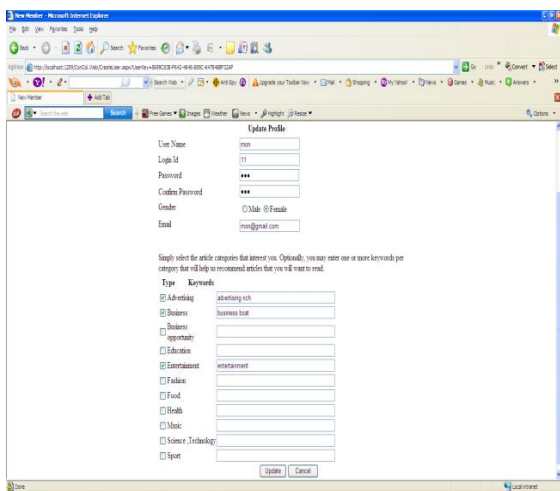 New Member - Microsoft Internet Explorer
File Edit View Favorites Tools Help
Back Search Favorites
Address Go Links Convert Select
Search Web Anti-Spy Upgrade your Toolbar Now Mail Shopping My Yahoo! News Games Music Answers
New Member Add Tab
Search the web Search Free Games Images Weather News Highlight Resize Options
Update Profile
User Name mon
Login Id 11
Password •••
Confirm Password •••
Gender Male Female
Email mon@gmail.com
Simply select the article categories that interest you. Optionally, you may enter one or more keywords per
category that will help us recommend articles that you will want to read.
Type Keywords
Advertising advertising rich
Business business boat
Business
opportunity
Education
Entertainment entertainment
Fashion
Food
Health
Music
Science ,Technology
Sport
Update Cancel
Done Local intranet